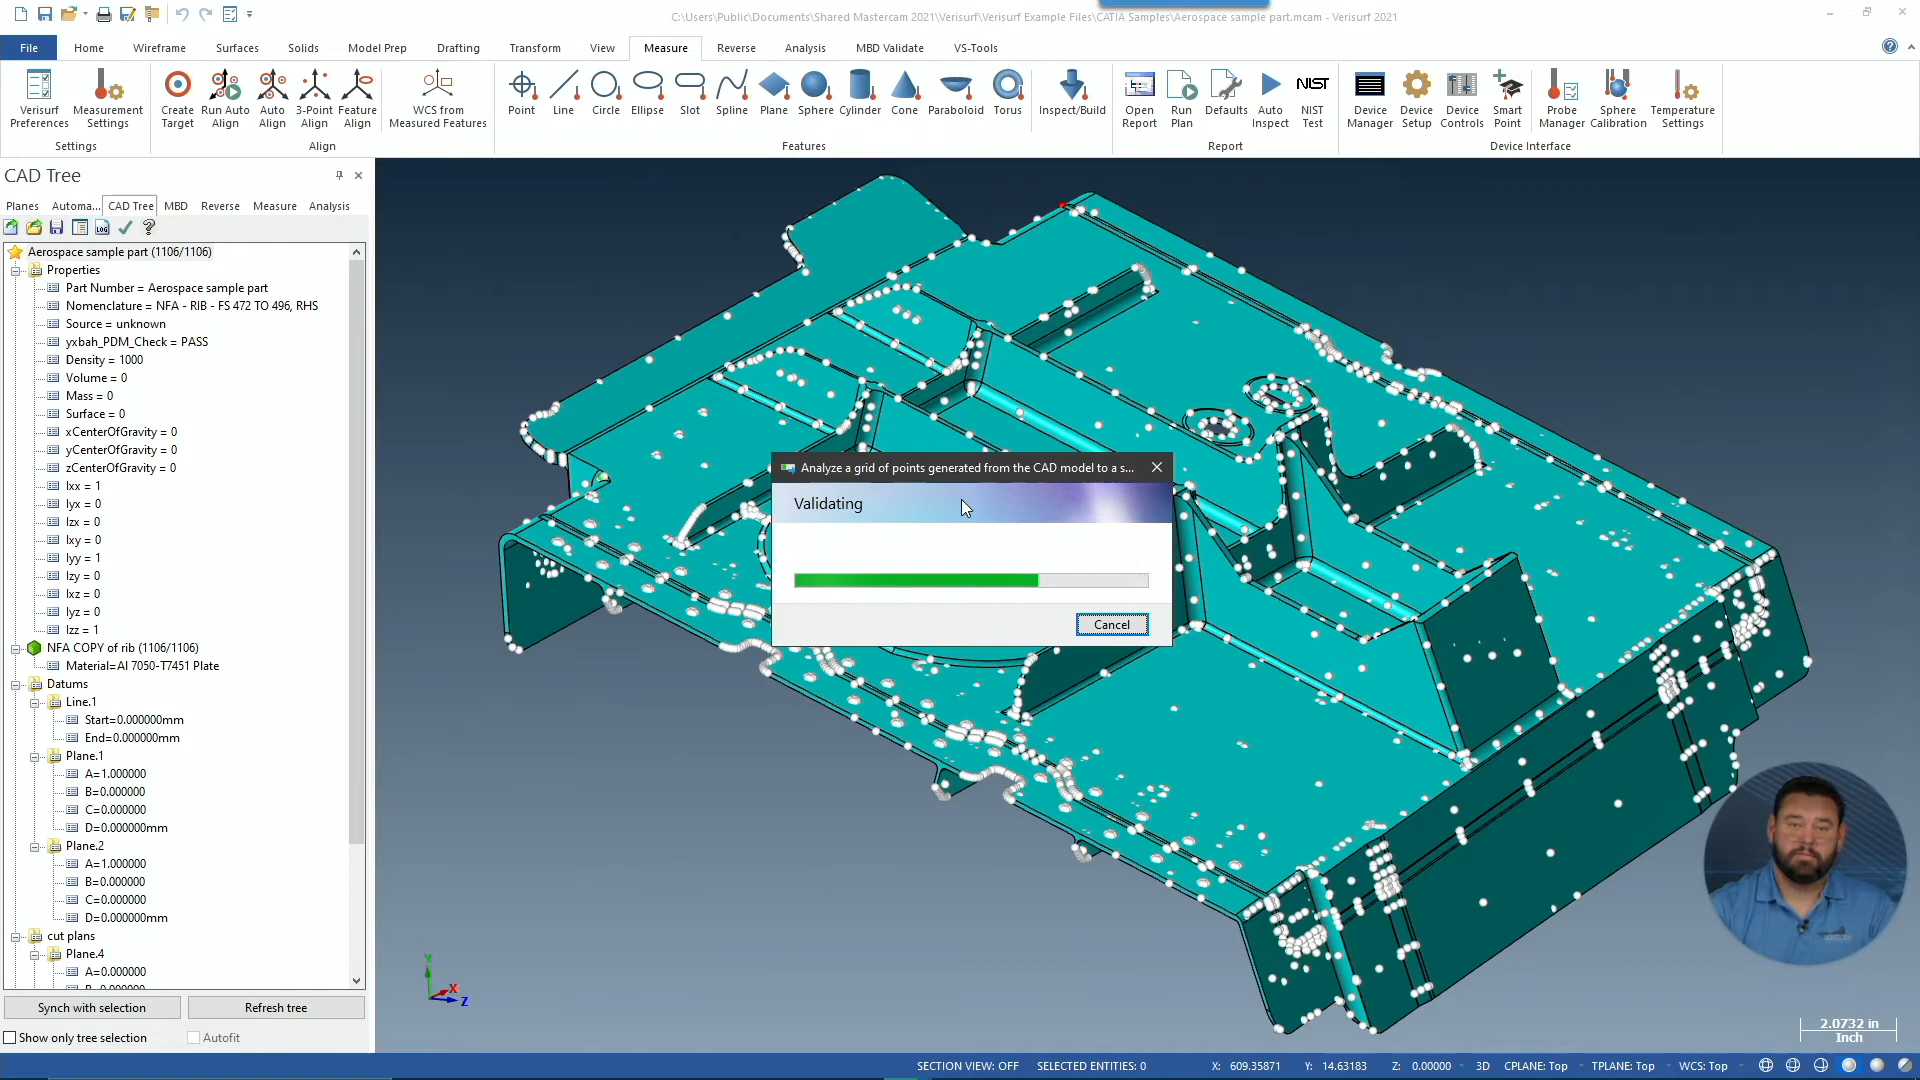 C:\Users\Public\Documents\Shared Mastercam 2021\Verisurf\Verisurf Example Files\CATIA Samples\Aerospace sample part.mcam - Verisurf 2021
File Home Wireframe Surfaces Solids Model Prep Drafting Transform View Measure Reverse Analysis MBD Validate VS-Tools
Verisurf Preferences
Measurement Settings
Settings
Create Target
Run Auto Align
Auto Align
3-Point Align
Feature Align
Align
WCS from Measured Features
Point
Line
Circle
Ellipse
Slot
Spline
Plane
Sphere
Cylinder
Cone
Paraboloid
Torus
Inspect/Build
Features
Open Report
Run Plan
Defaults
Auto Inspect
NIST
NIST Test
Report
Device Manager
Device Setup
Device Controls
Smart Point
Probe Manager
Sphere Calibration
Temperature Settings
Device Interface
CAD Tree
Planes Automa... CAD Tree MBD Reverse Measure Analysis
LOG
Aerospace sample part (1106/1106)
Properties
Part Number = Aerospace sample part
Nomenclature = NFA - RIB - FS 472 TO 496, RHS
Source = unknown
yxbah_PDM_Check = PASS
Density = 1000
Volume = 0
Mass = 0
Surface = 0
xCenterOfGravity = 0
yCenterOfGravity = 0
zCenterOfGravity = 0
Ixx = 1
Iyx = 0
Izx = 0
Ixy = 0
Iyy = 1
Izy = 0
Ixz = 0
Iyz = 0
Izz = 1
NFA COPY of rib (1106/1106)
Material=Al 7050-T7451 Plate
Datums
Line.1
Start=0.000000mm
End=0.000000mm
Plane.1
A=1.000000
B=0.000000
C=0.000000
D=0.000000mm
Plane.2
A=1.000000
B=0.000000
C=0.000000
D=0.000000mm
cut plans
Plane.4
A=0.000000
Synch with selection
Refresh tree
Show only tree selection
Autofit
Analyze a grid of points generated from the CAD model to a s...
Validating
Cancel
Y
X
Z
2.0732 in
Inch
SECTION VIEW: OFF SELECTED ENTITIES: 0 X: 609.35871 Y: 14.63183 Z: 0.00000 3D CPLANE: Top TPLANE: Top WCS: Top